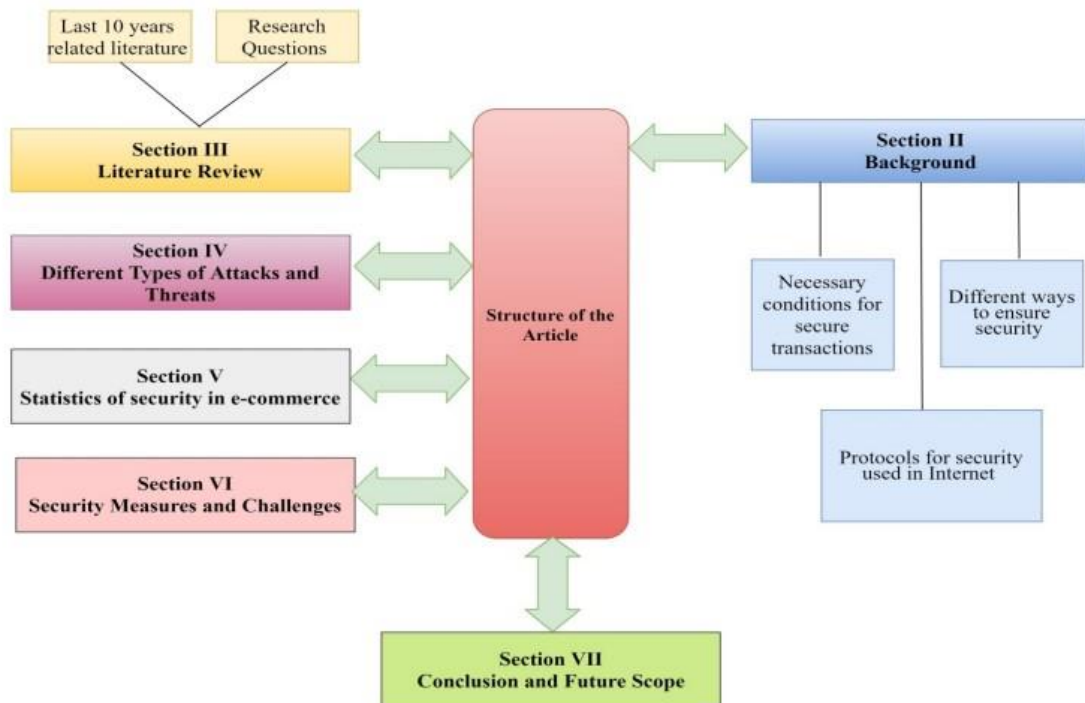 Last 10 years
related literature
Research
Questions
Section III
Literature Review
Section II
Background
Section IV
Different Types of Attacks and
Threats
Structure of the
Article
Necessary
conditions for
secure
transactions
Different ways
to ensure
security
Section V
Statistics of security in e-commerce
Protocols for security
used in Internet
Section VI
Security Measures and Challenges
Section VII
Conclusion and Future Scope